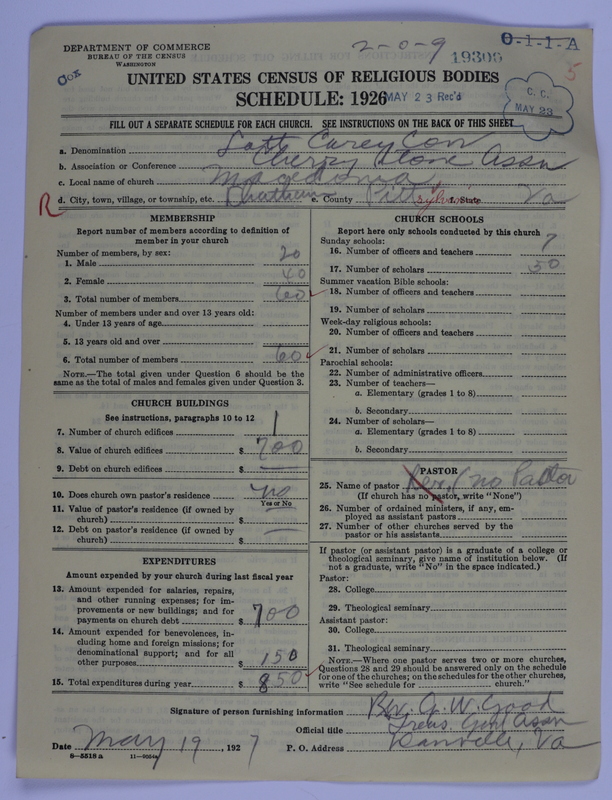 DEPARTMENT OF COMMERCE
BUREAU OF THE CENSUS
WASHINGTON
Cox
2-0-9
19300
0-1-1-A
5
UNITED STATES CENSUS OF RELIGIOUS BODIES
SCHEDULE: 1926
MAY 23 Rec'd
C. C.
MAY 23
FILL OUT A SEPARATE SCHEDULE FOR EACH CHURCH. SEE INSTRUCTIONS ON THE BACK OF THIS SHEET
a. Denomination Lott Carey Con
b. Association or Conference Cherry Stone Assn
c. Local name of church Macedonia
R
d. City, town, village, or township, etc. Chatham e. County Pittsylvania f. State Va
MEMBERSHIP
Report number of members according to definition of
member in your church
Number of members, by sex:
1. Male 20
2. Female 40
3. Total number of members 60
Number of members under and over 13 years old:
4. Under 13 years of age
5. 13 years old and over
6. Total number of members 60
NOTE.—The total given under Question 6 should be
same as the total of males and females given under Question 3.
CHURCH BUILDINGS
See instructions, paragraphs 10 to 12
7. Number of church edifices 1
8. Value of church edifices $ 700
9. Debt on church edifices $
10. Does church own pastor's residence no
Yes or No
11. Value of pastor's residence (if owned by
church) $
12. Debt on pastor's residence (if owned by
church) $
EXPENDITURES
Amount expended by your church during last fiscal year
13. Amount expended for salaries, repairs,
and other running expenses; for im-
provements or new buildings; and for
payments on church debt $ 700
14. Amount expended for benevolences, in-
cluding home and foreign missions; for
denominational support; and for all
other purposes $ 150
15. Total expenditures during year $ 850
CHURCH SCHOOLS
Report here only schools conducted by this church
Sunday schools:
16. Number of officers and teachers 7
17. Number of scholars 50
Summer vacation Bible schools:
18. Number of officers and teachers
19. Number of scholars
Week-day religious schools:
20. Number of officers and teachers
21. Number of scholars
Parochial schools:
22. Number of administrative officers
23. Number of teachers—
a. Elementary (grades 1 to 8)
b. Secondary
24. Number of scholars—
a. Elementary (grades 1 to 8)
b. Secondary
PASTOR
25. Name of pastor Rev. ( no Pastor
(If church has no pastor, write "None")
26. Number of ordained ministers, if any, em-
ployed as assistant pastors
27. Number of other churches served by the
pastor or his assistants
If pastor (or assistant pastor) is a graduate of a college or
theological seminary, give name of institution below. (If
not a graduate, write "No" in the space indicated.)
Pastor:
28. College
29. Theological seminary
Assistant pastor:
30. College
31. Theological seminary
NOTE.—Where one pastor serves two or more churches,
Questions 28 and 29 should be answered only on the schedule
for one of the churches; on the schedules for the other churches,
write "See schedule for church."
Signature of person furnishing information Rev. G. W. Good
Official title Treas. Genl Assn
Date May 19, 1927 P. O. Address Danville, Va
8—5518 a 11—9054a